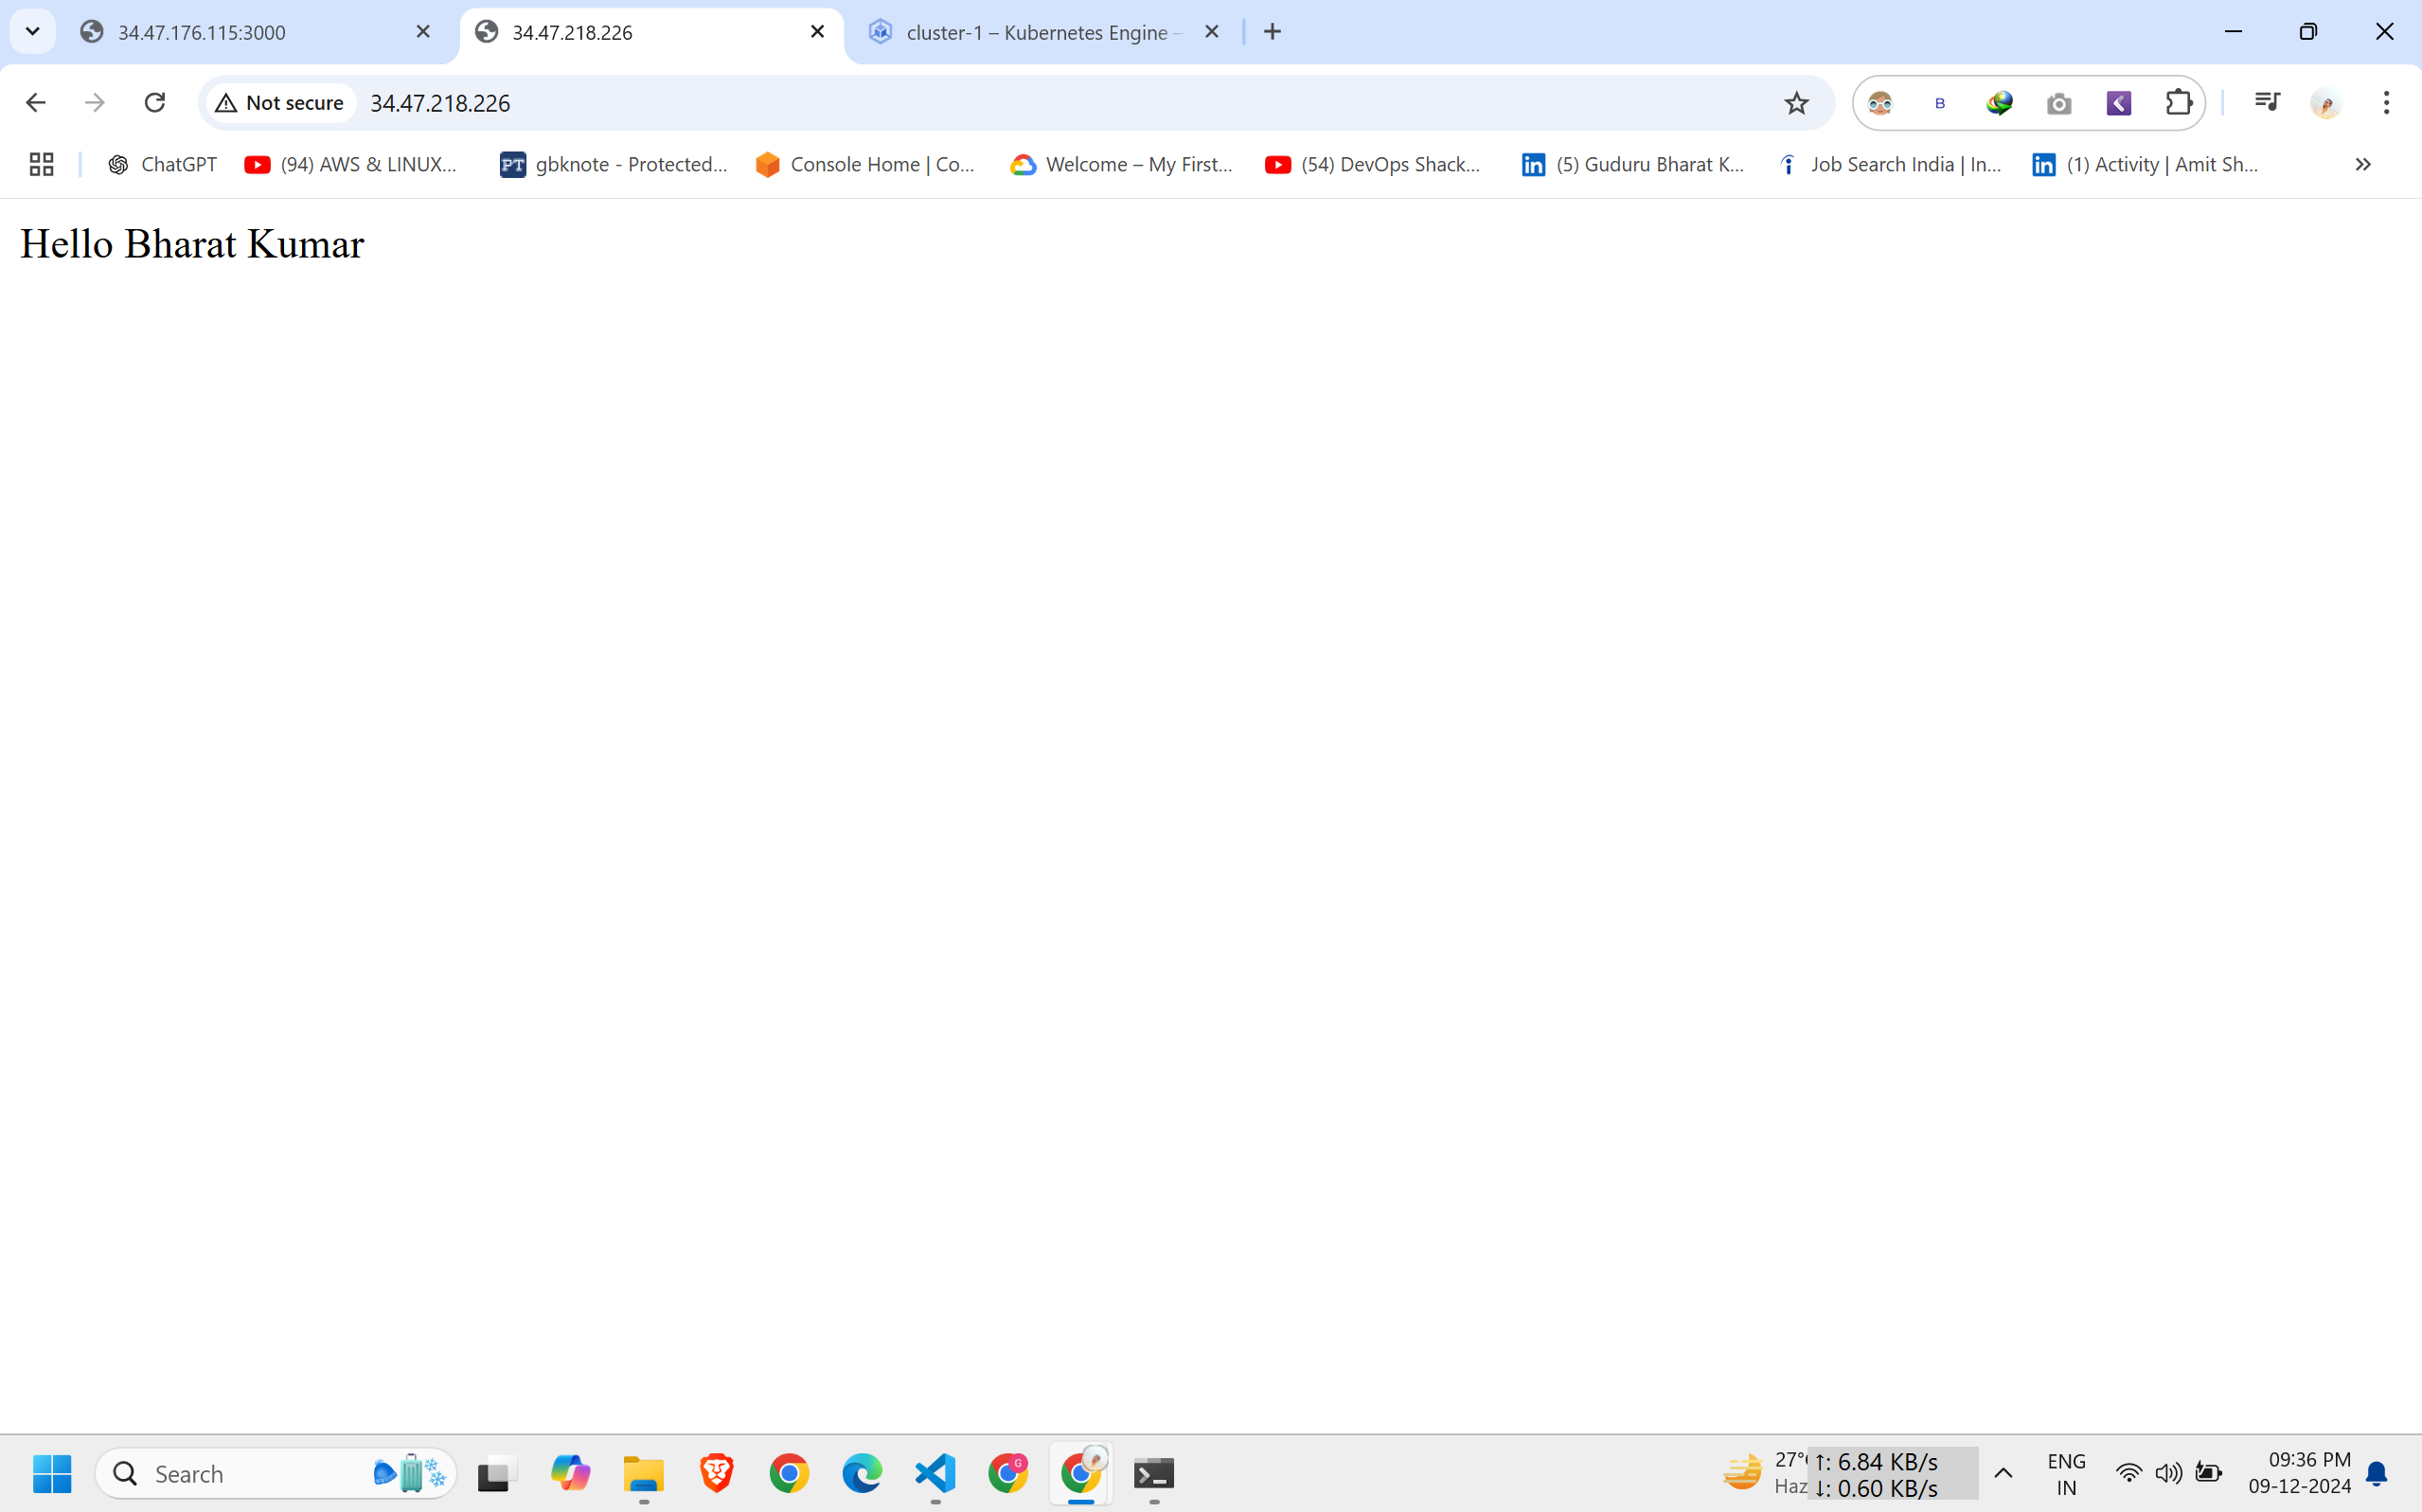 34.47.176.115:3000
34.47.218.226
cluster-1 – Kubernetes Engine –
Not secure
34.47.218.226
B
ChatGPT
(94) AWS & LINUX...
PT
gbknote - Protected...
Console Home | Co...
Welcome – My First...
(54) DevOps Shack...
in
(5) Guduru Bharat K...
Job Search India | In...
in
(1) Activity | Amit Sh...
Hello Bharat Kumar
Search
G
27°
Haz
↑: 6.84 KB/s
↓: 0.60 KB/s
ENG
IN
09:36 PM
09-12-2024